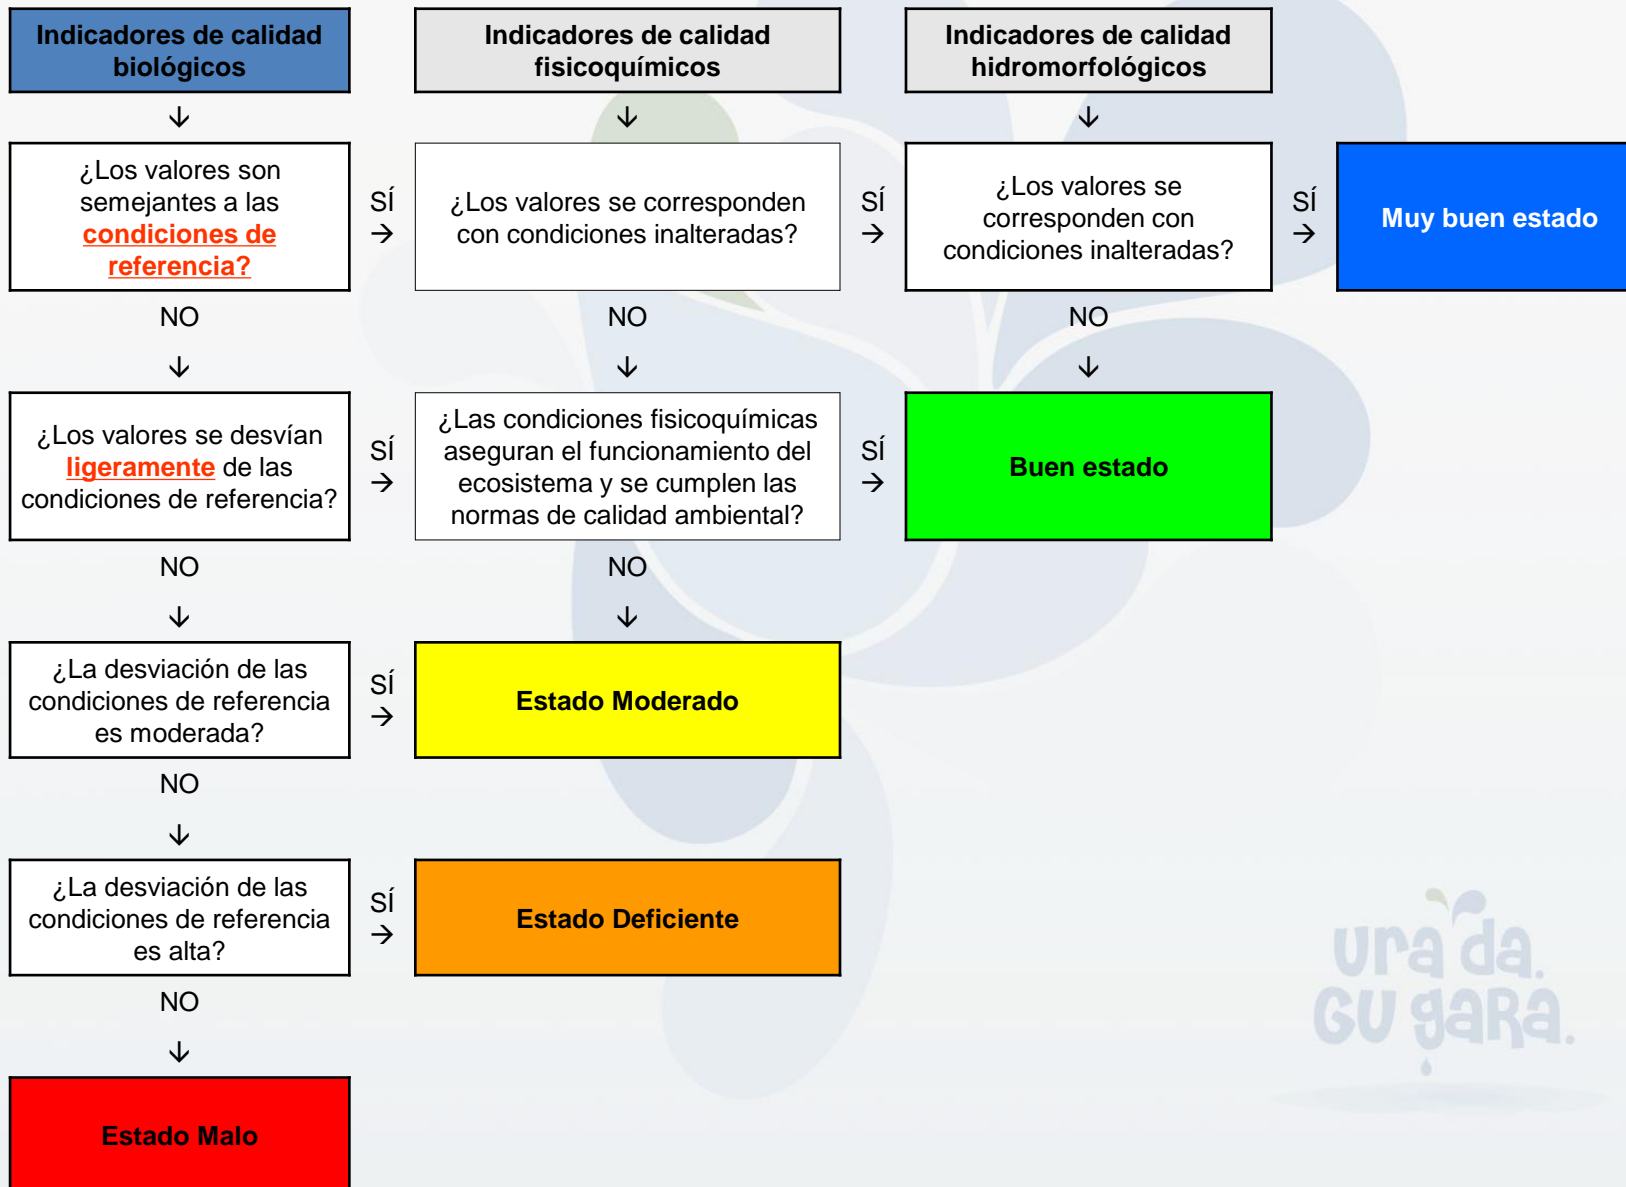 Indicadores de calidad
biológicos
Indicadores de calidad
fisicoquímicos
Indicadores de calidad
hidromorfológicos
↓
↓
↓
¿Los valores son
semejantes a las
condiciones de
referencia?
SÍ
→
¿Los valores se corresponden
con condiciones inalteradas?
SÍ
→
¿Los valores se
corresponden con
condiciones inalteradas?
SÍ
→
Muy buen estado
NO
NO
NO
↓
↓
↓
¿Los valores se desvían
ligeramente de las
condiciones de referencia?
SÍ
→
¿Las condiciones fisicoquímicas
aseguran el funcionamiento del
ecosistema y se cumplen las
normas de calidad ambiental?
SÍ
→
Buen estado
NO
NO
↓
↓
¿La desviación de las
condiciones de referencia
es moderada?
SÍ
→
Estado Moderado
NO
↓
¿La desviación de las
condiciones de referencia
es alta?
SÍ
→
Estado Deficiente
NO
↓
Estado Malo
ura da.
GU gara.